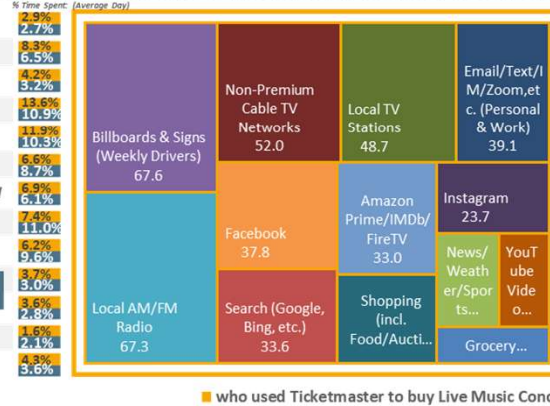 % Time Spent: (Average Day)
2.9%
2.7%
8.3%
6.5%
4.2%
3.2%
13.6%
10.9%
11.9%
10.3%
6.6%
8.7%
6.9%
6.1%
7.4%
11.0%
6.2%
9.6%
3.7%
3.0%
3.6%
2.8%
1.6%
2.1%
4.3%
3.6%
Billboards & Signs
(Weekly Drivers)
67.6
Local AM/FM
Radio
67.3
Non-Premium
Cable TV
Networks
52.0
Local TV
Stations
48.7
Email/Text/I
M/Zoom,et
c. (Personal
& Work)
39.1
Facebook
37.8
Search (Google,
Bing, etc.)
33.6
Amazon
Prime/IMDb/
FireTV
33.0
Shopping
(incl.
Food/Aucti...
Instagram
23.7
News/
Weath
er/Spor
ts...
YouT
ube
Vide
o...
Grocery...
who used Ticketmaster to buy Live Music Conc